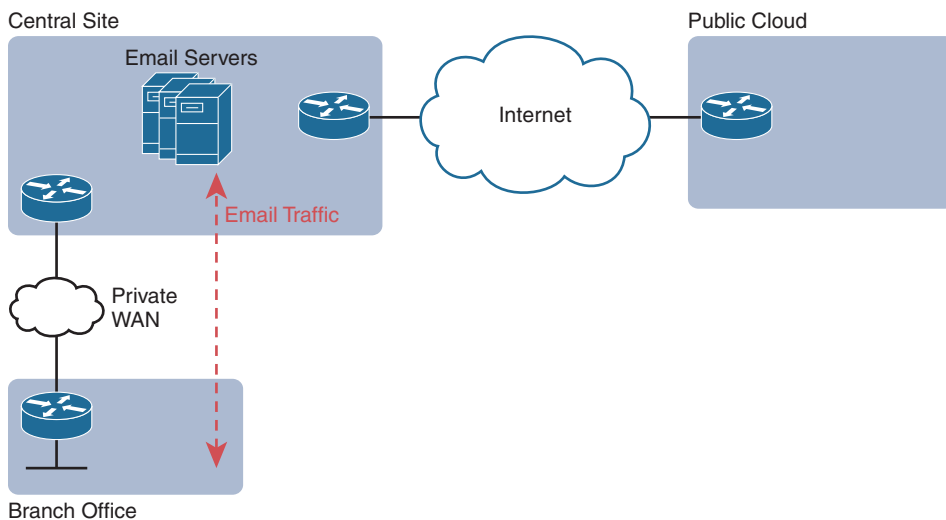 Central Site
Public Cloud
Email Servers
Internet
Email Traffic
Private
WAN
Branch Office